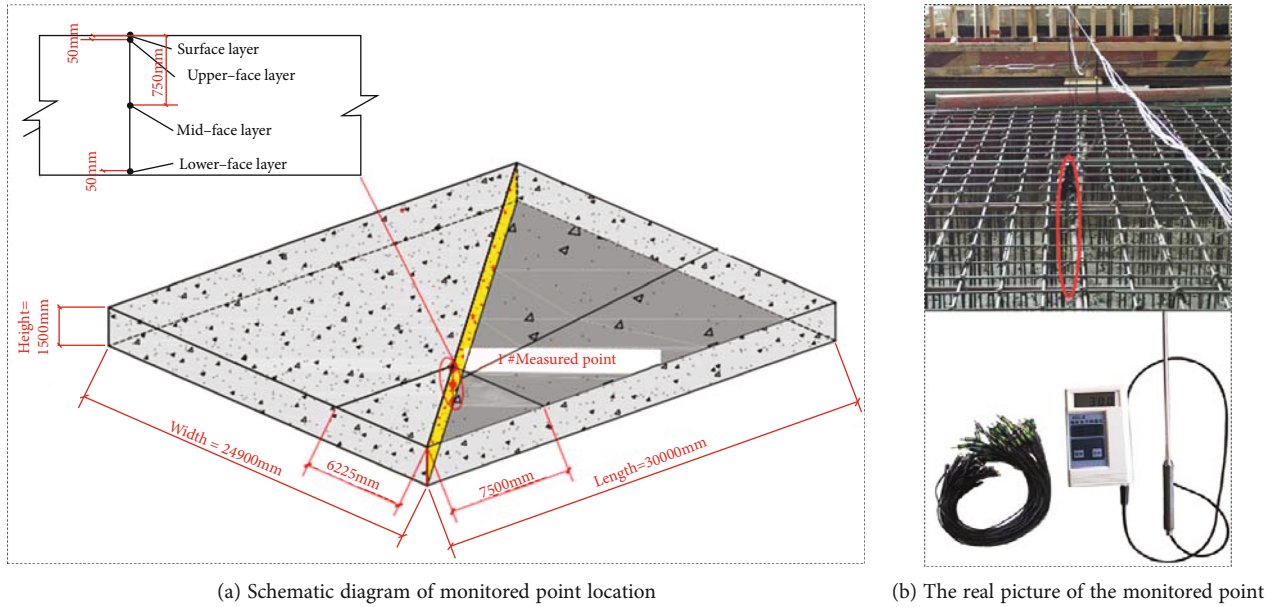 50mm
Surface layer
Upper–face layer
750mm
Mid–face layer
Lower–face layer
50mm
Height=
1500mm
1 #Measured point
Width = 24900mm
6225mm
7500mm
Length=30000mm
(a) Schematic diagram of monitored point location
(b) The real picture of the monitored point